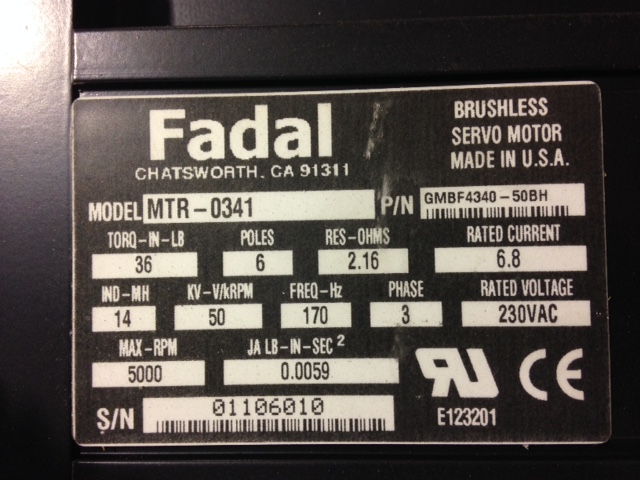 Fadal
CHATSWORTH, CA 91311
BRUSHLESS
SERVO MOTOR
MADE IN U.S.A.
MODEL MTR-0341 P/N GMBF4340-50BH
TORQ-IN-LB POLES RES-OHMS RATED CURRENT
36 6 2.16 6.8
IND-MH KV-V/kRPM FREQ-Hz PHASE RATED VOLTAGE
14 50 170 3 230VAC
MAX-RPM JA LB-IN-SEC²
5000 0.0059
S/N 01106010
RU CE
E123201